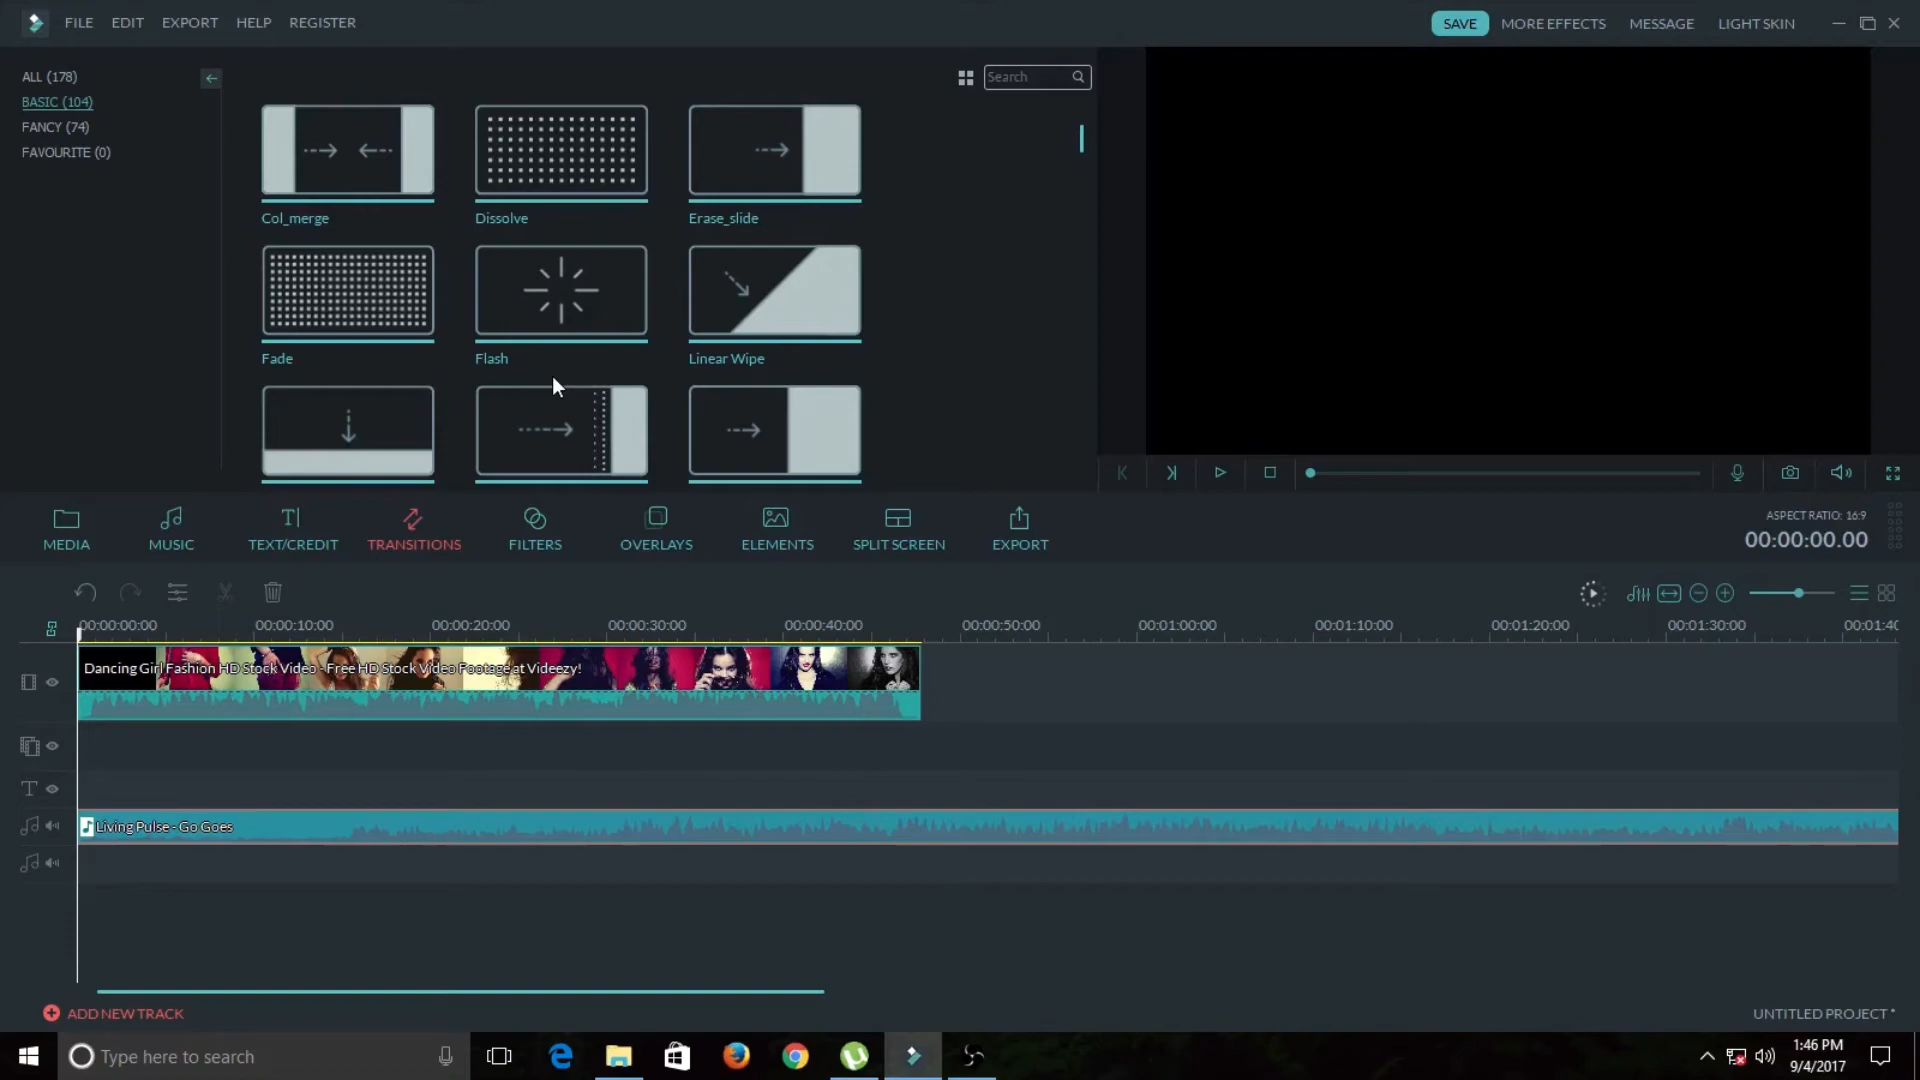 FILE EDIT EXPORT HELP REGISTER
SAVE MORE EFFECTS MESSAGE LIGHT SKIN
ALL (178)
BASIC (104)
FANCY (74)
FAVOURITE (0)
Search
Col_merge Dissolve Erase_slide
Fade Flash Linear Wipe
MEDIA MUSIC TEXT/CREDIT TRANSITIONS FILTERS OVERLAYS ELEMENTS SPLIT SCREEN EXPORT
ASPECT RATIO: 16:9
00:00:00.00
00:00:00:00 00:00:10:00 00:00:20:00 00:00:30:00 00:00:40:00 00:00:50:00 00:01:00:00 00:01:10:00 00:01:20:00 00:01:30:00 00:01:40
Dancing Girl Fashion HD Stock Video - Free HD Stock Video Footage at Videezy!
Living Pulse - Go Goes
ADD NEW TRACK
UNTITLED PROJECT *
Type here to search
1:46 PM
9/4/2017